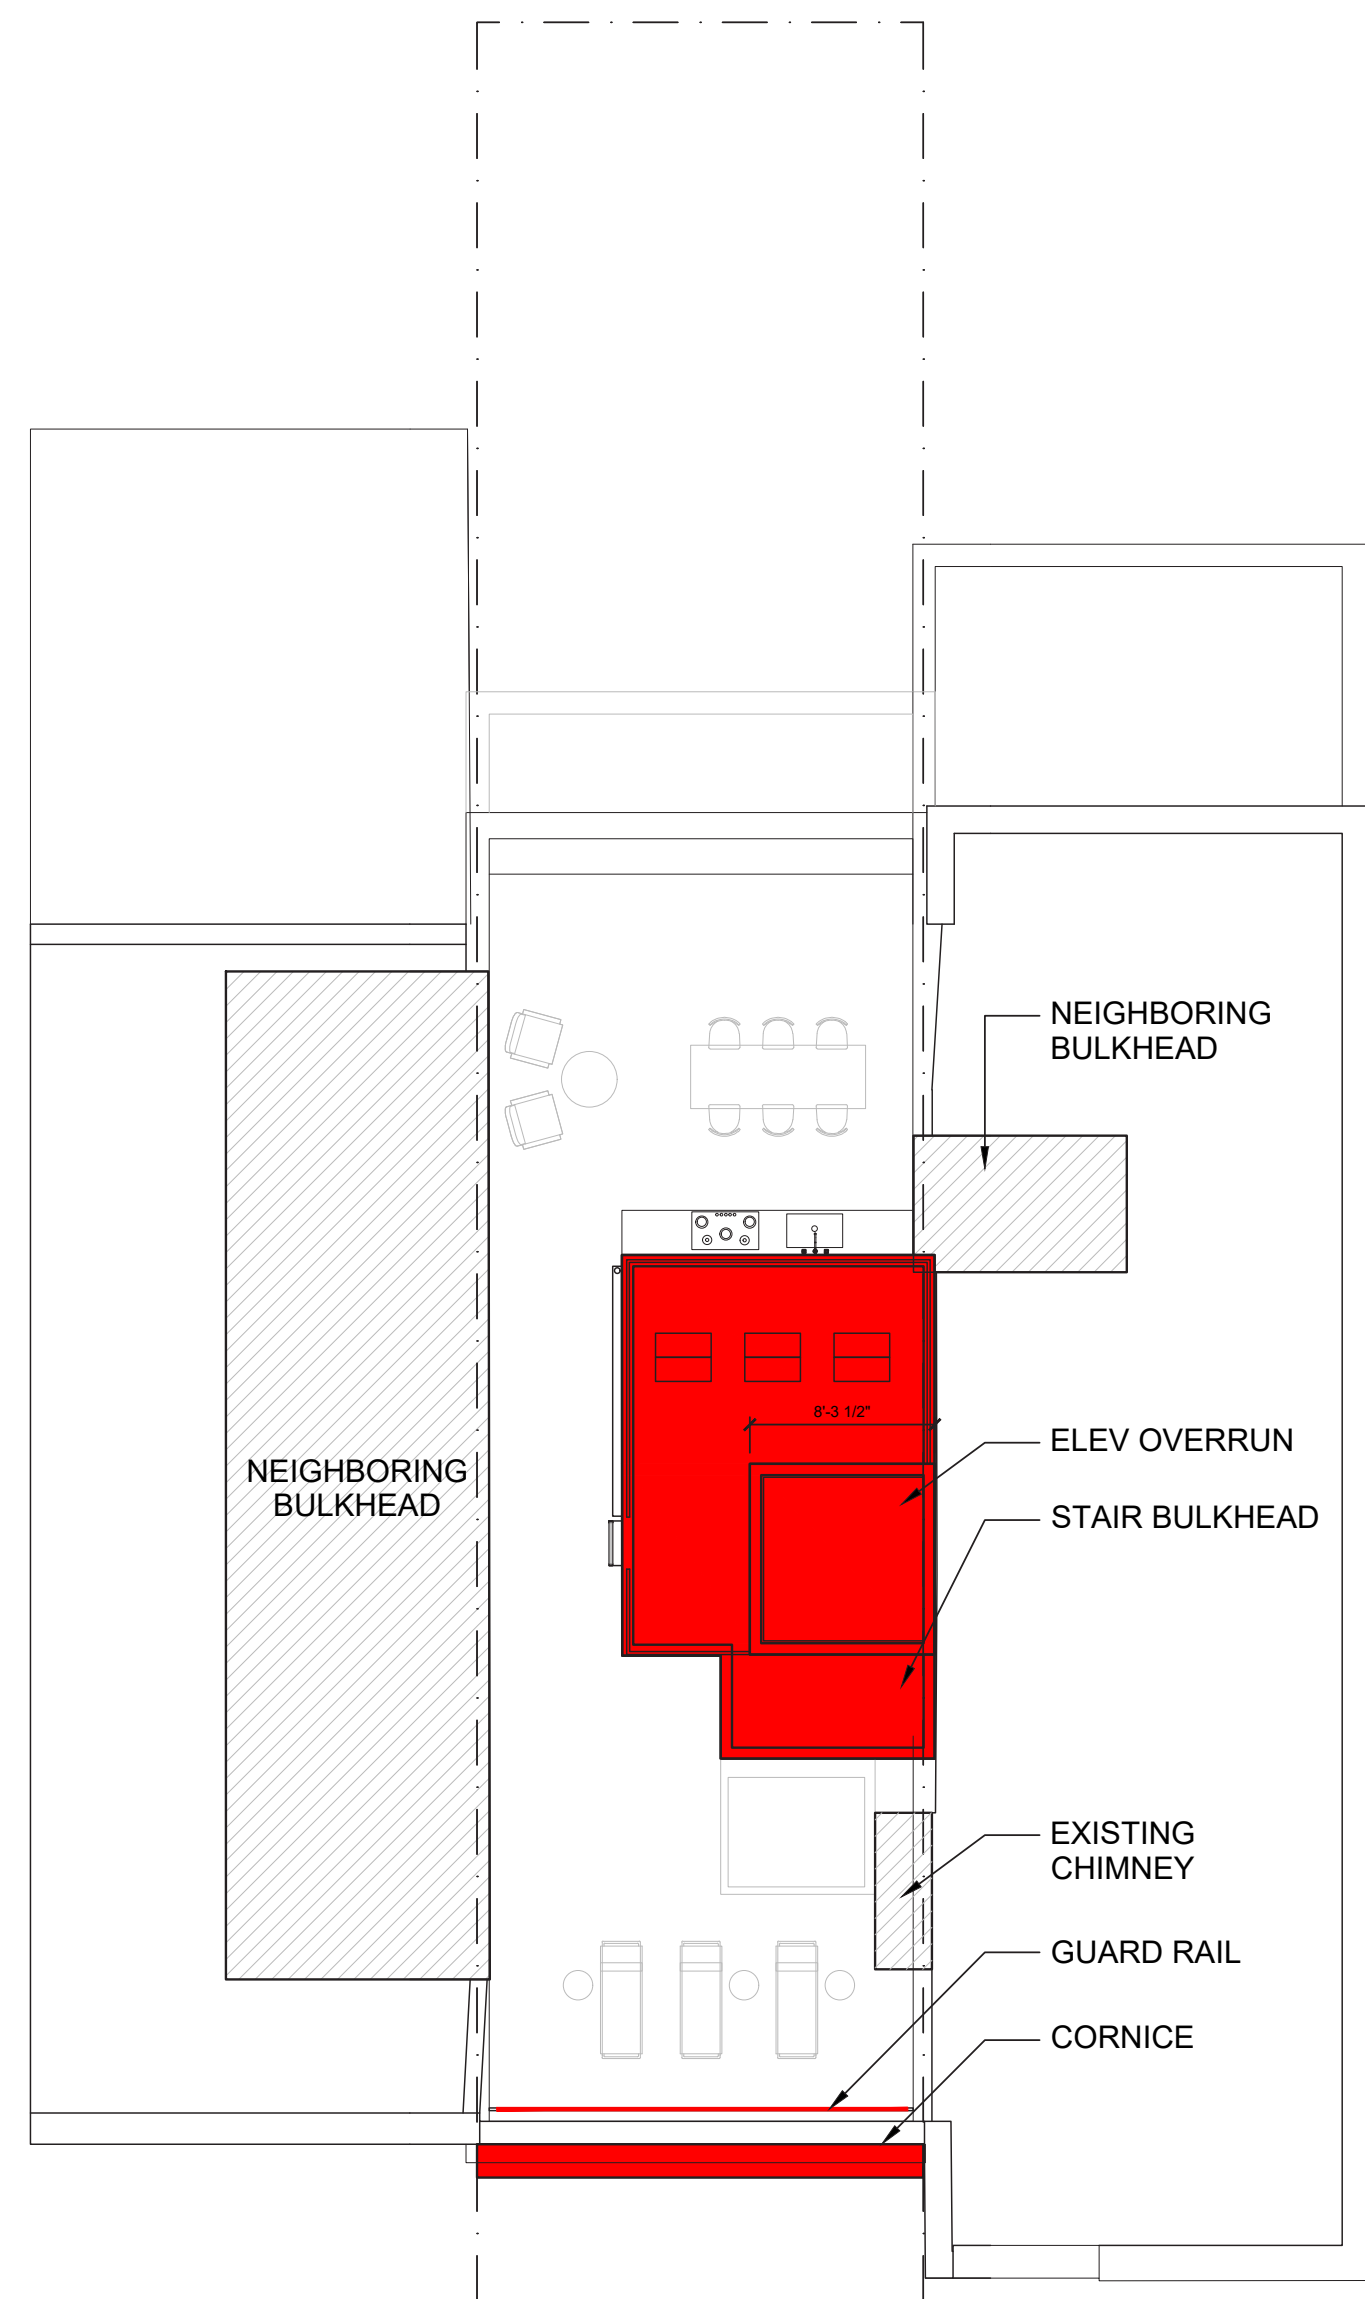 NEIGHBORING
BULKHEAD
8'-3 1/2"
ELEV OVERRUN
NEIGHBORING
BULKHEAD
STAIR BULKHEAD
EXISTING
CHIMNEY
GUARD RAIL
CORNICE